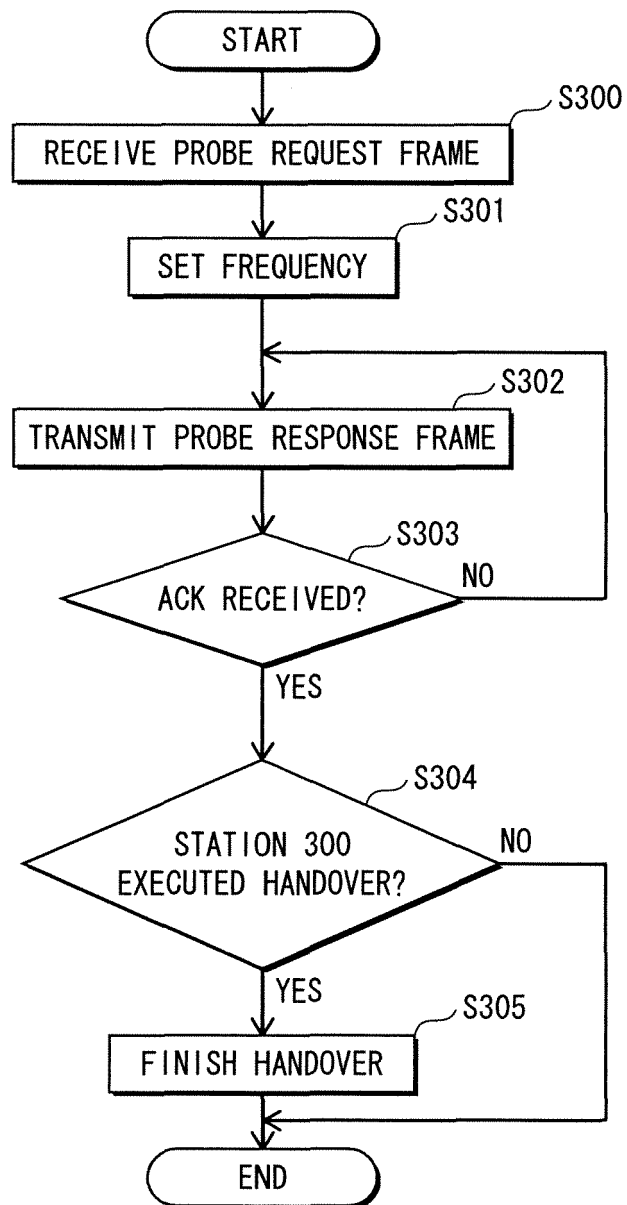 START
S300
RECEIVE PROBE REQUEST FRAME
S301
SET FREQUENCY
S302
TRANSMIT PROBE RESPONSE FRAME
S303
ACK RECEIVED?
NO
YES
S304
STATION 300
EXECUTED HANDOVER?
NO
YES
S305
FINISH HANDOVER
END